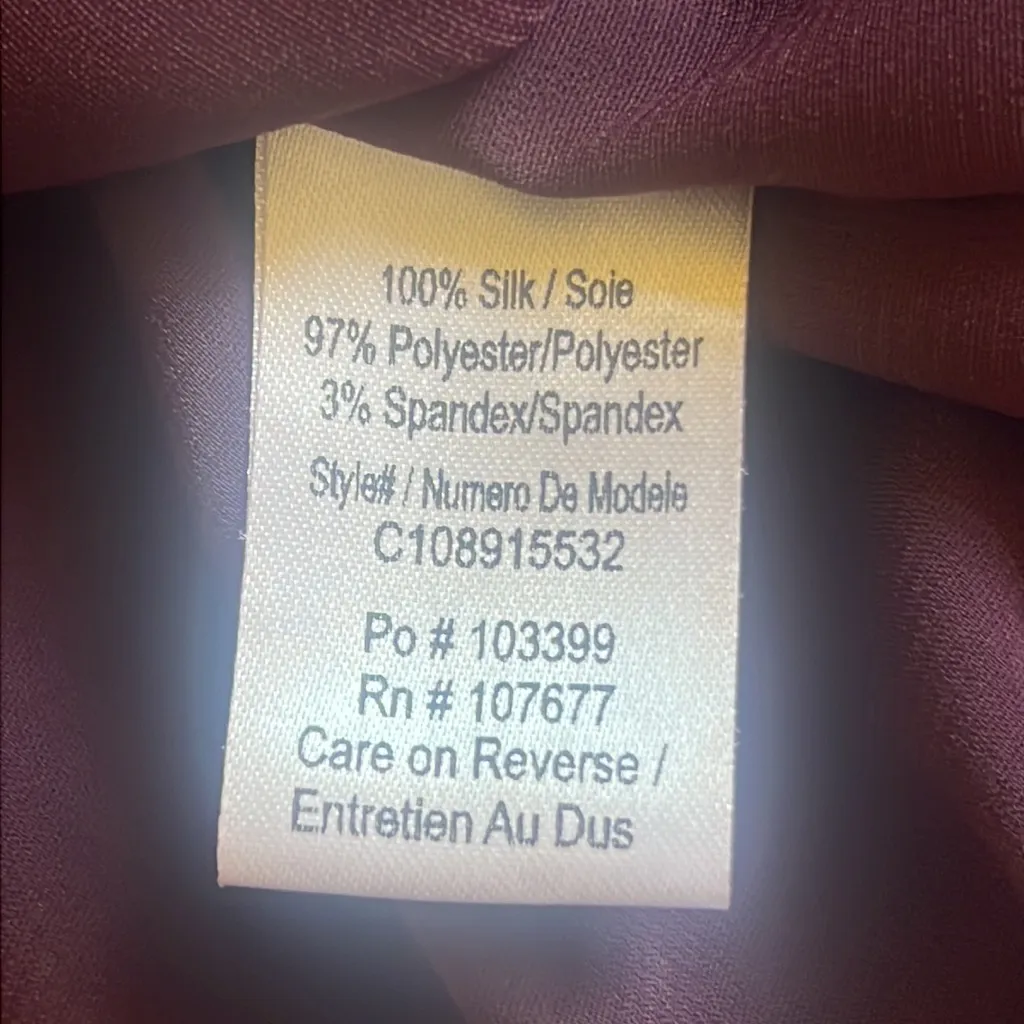 100% Silk / Soie
97% Polyester/Polyester
3% Spandex/Spandex
Style# / Numero De Modele
C108915532
Po # 103399
Rn # 107677
Care on Reverse /
Entretien Au Dus